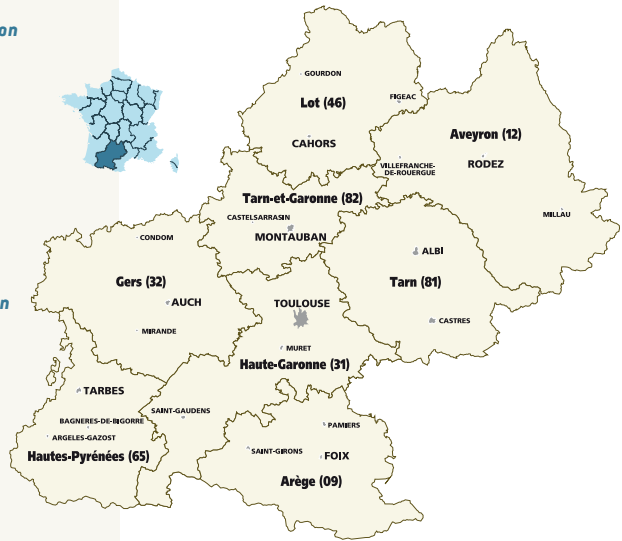 on
GOURDON
Lot (46)
FIGEAC
CAHORS
Aveyron (12)
VILLEFRANCHE-
DE-ROUERGUE
RODEZ
MILLAU
Tarn-et-Garonne (82)
CASTELSARRASIN
MONTAUBAN
CONDOM
Gers (32)
AUCH
MIRANDE
ALBI
Tarn (81)
CASTRES
TOULOUSE
MURET
Haute-Garonne (31)
on
TARBES
BAGNERES-DE-BIGORRE
ARGELES-GAZOST
Hautes-Pyrénées (65)
SAINT-GAUDENS
PAMIERS
SAINT-GIRONS
FOIX
Arège (09)